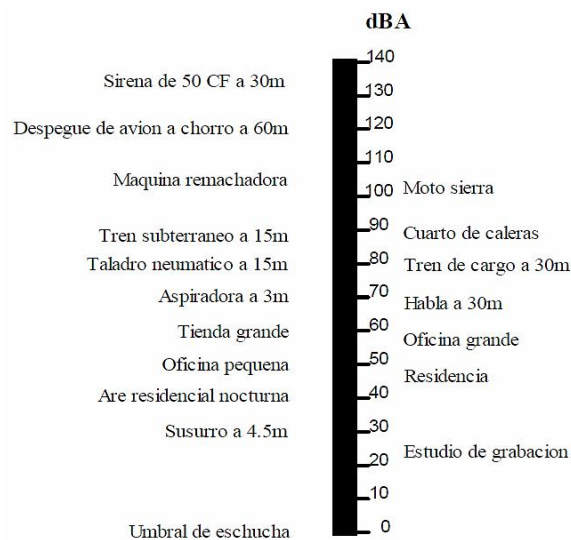 dBA
140
Sirena de 50 CF a 30m
130
Despegue de avion a chorro a 60m
120
110
Maquina remachadora
100
Moto sierra
90
Tren subterraneo a 15m
Cuarto de caleras
Taladro neumatico a 15m
80
Tren de cargo a 30m
Aspiradora a 3m
70
Habla a 30m
Tienda grande
60
Oficina grande
Oficina pequena
50
Residencia
Are residencial nocturna
40
Susurro a 4.5m
30
Estudio de grabacion
20
10
Umbral de eschucha
0